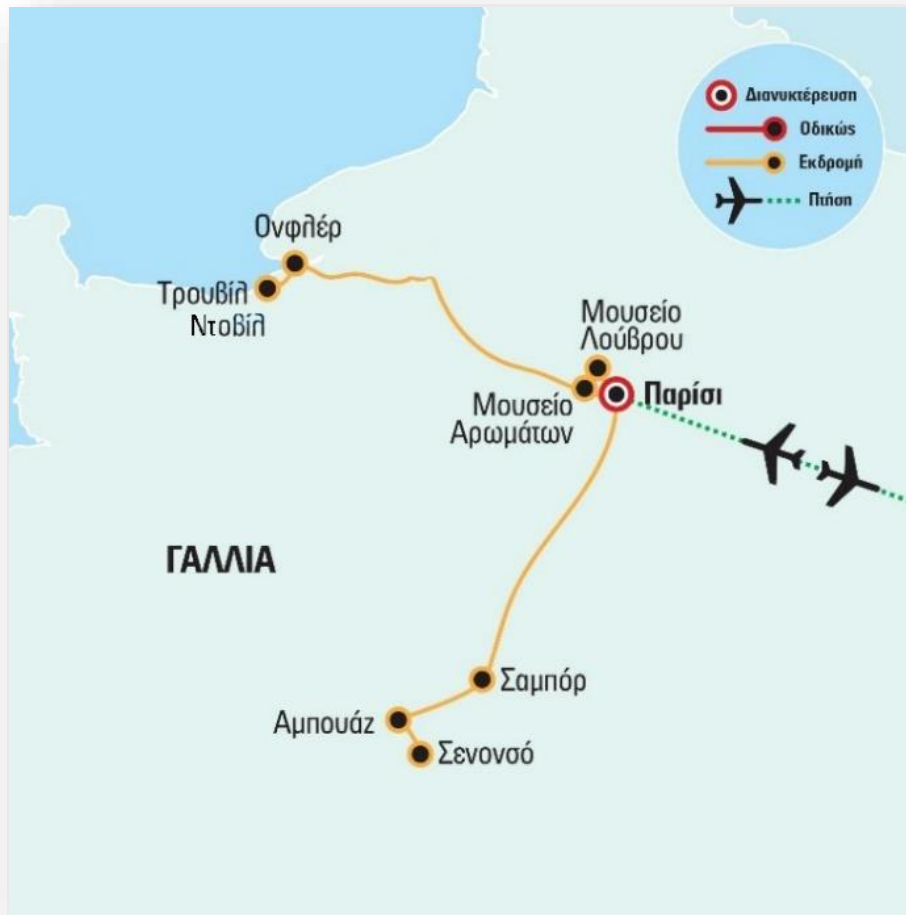 Διανυκτέρευση
Οδικώς
Εκδρομή
Πτήση
Ονφλέρ
Τρουβίλ
Ντοβίλ
Μουσείο
Λούβρου
Παρίσι
Μουσείο
Αρωμάτων
ΓΑΛΛΙΑ
Σαμπόρ
Αμπουάζ
Σενονσό